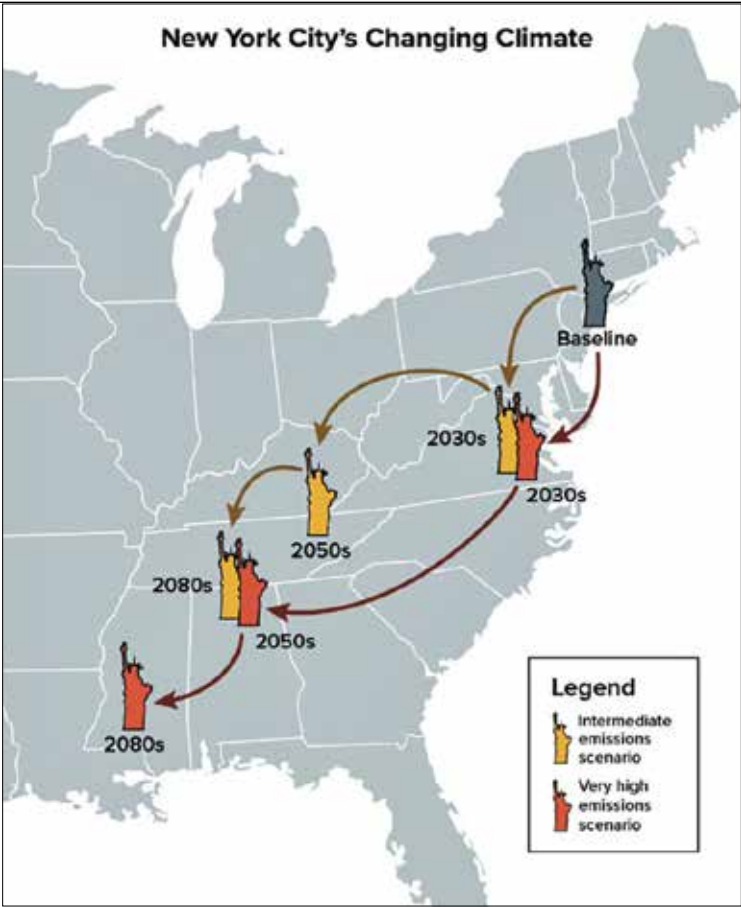 New York City's Changing Climate
Baseline
2030s
2030s
2050s
2080s
2050s
2080s
Legend
Intermediate
emissions
scenario
Very high
emissions
scenario